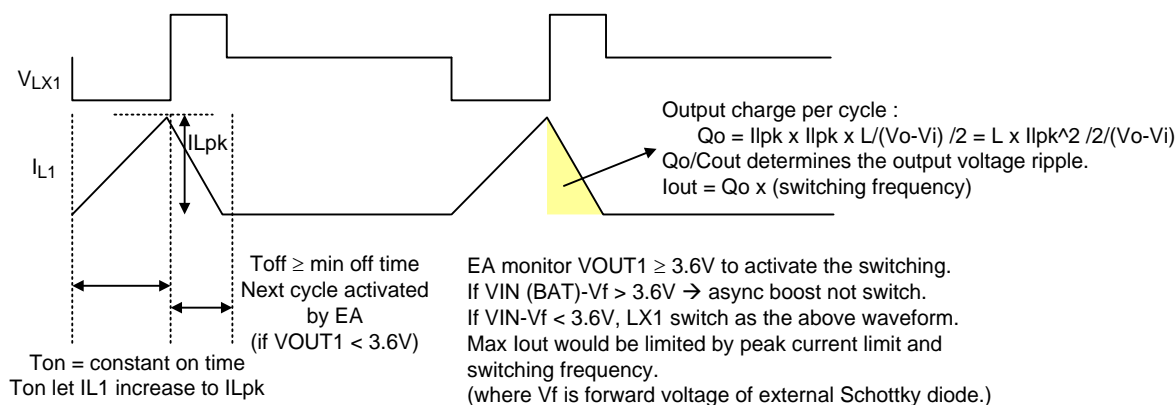 VLX1
Output charge per cycle :
Qo = Ilpk x Ilpk x L/(Vo-Vi) /2 = L x Ilpk^2 /2/(Vo-Vi)
Qo/Cout determines the output voltage ripple.
Iout = Qo x (switching frequency)
ILpk
IL1
Toff ≥ min off time
Next cycle activated
by EA
(if VOUT1 < 3.6V)
Ton = constant on time
Ton let IL1 increase to ILpk
EA monitor VOUT1 ≥ 3.6V to activate the switching.
If VIN (BAT)-Vf > 3.6V → async boost not switch.
If VIN-Vf < 3.6V, LX1 switch as the above waveform.
Max Iout would be limited by peak current limit and
switching frequency.
(where Vf is forward voltage of external Schottky diode.)